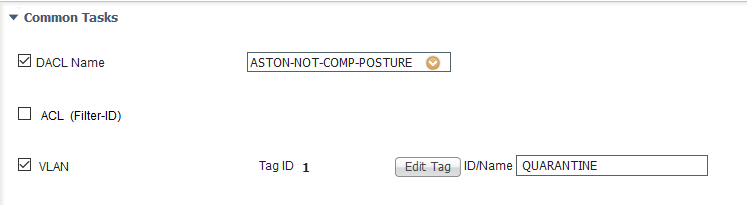 Common Tasks
DACL Name ASTON-NOT-COMP-POSTURE
ACL (Filter-ID)
VLAN Tag ID 1 Edit Tag ID/Name QUARANTINE